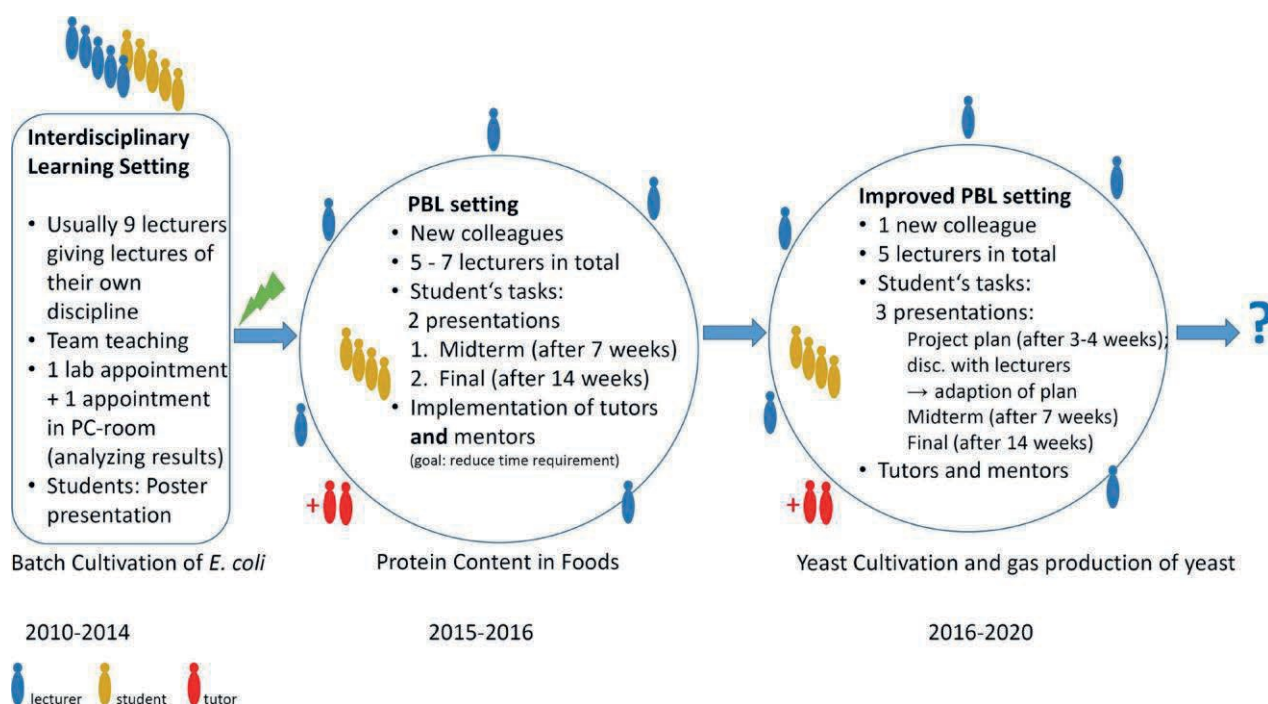 Interdisciplinary
Learning Setting
• Usually 9 lecturers
giving lectures of
their own
discipline
• Team teaching
• 1 lab appointment
+ 1 appointment
in PC-room
(analyzing results)
• Students: Poster
presentation
Batch Cultivation of E. coli
2010-2014
PBL setting
• New colleagues
• 5 - 7 lecturers in total
• Student‘s tasks:
2 presentations
1. Midterm (after 7 weeks)
2. Final (after 14 weeks)
• Implementation of tutors
and mentors
(goal: reduce time requirement)
+
Protein Content in Foods
2015-2016
Improved PBL setting
• 1 new colleague
• 5 lecturers in total
• Student‘s tasks:
3 presentations:
Project plan (after 3-4 weeks);
disc. with lecturers
→ adaption of plan
Midterm (after 7 weeks)
Final (after 14 weeks)
• Tutors and mentors
+
Yeast Cultivation and gas production of yeast
2016-2020
?
lecturer student tutor